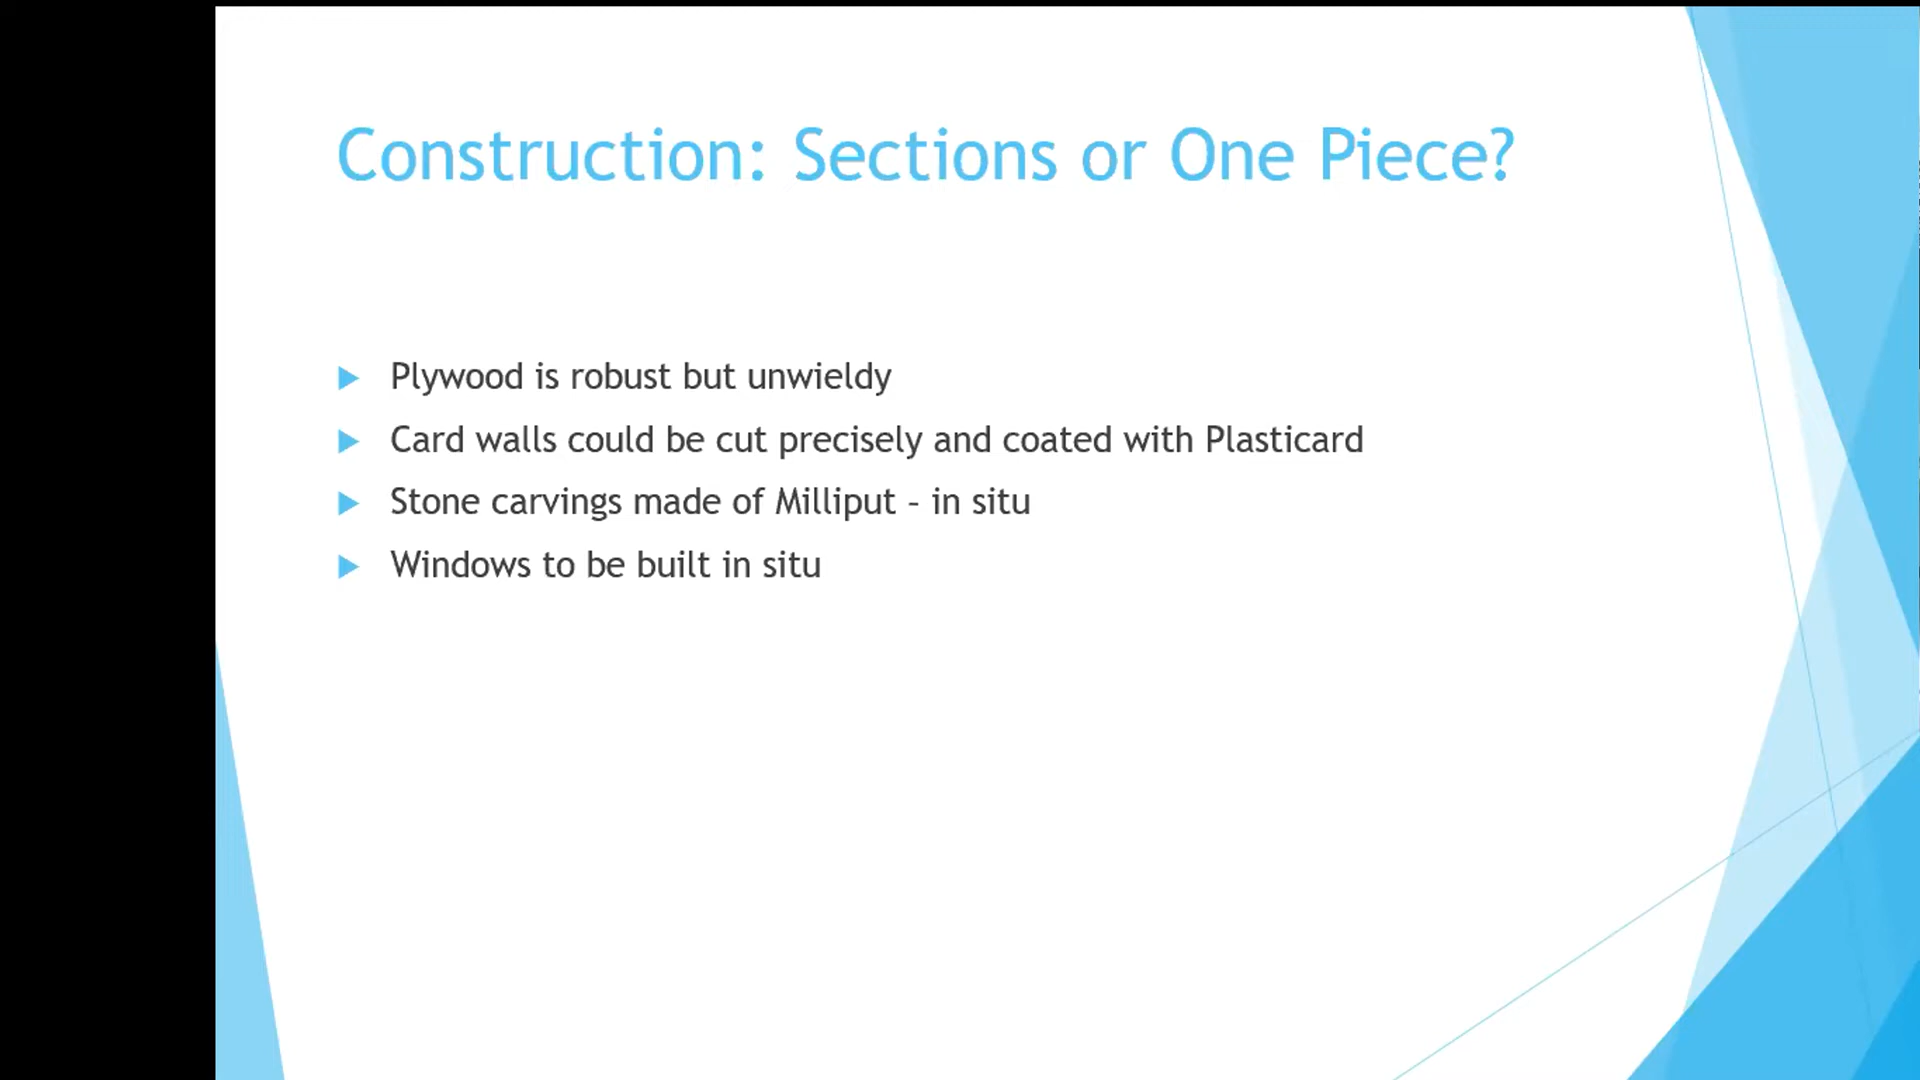 Construction: Sections or One Piece?
Plywood is robust but unwieldy
Card walls could be cut precisely and coated with Plasticard
Stone carvings made of Milliput – in situ
Windows to be built in situ